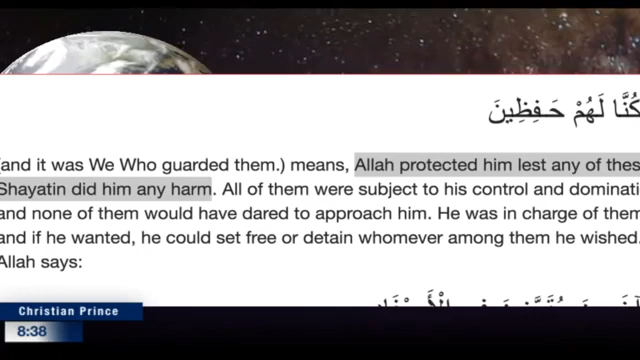 كُنَّا لَهُمْ حَـفِظِينَ
(and it was We Who guarded them.) means, Allah protected him lest any of thes
Shayatin did him any harm. All of them were subject to his control and dominati
and none of them would have dared to approach him. He was in charge of them
and if he wanted, he could set free or detain whomever among them he wished.
Allah says:
Christian Prince
8:38